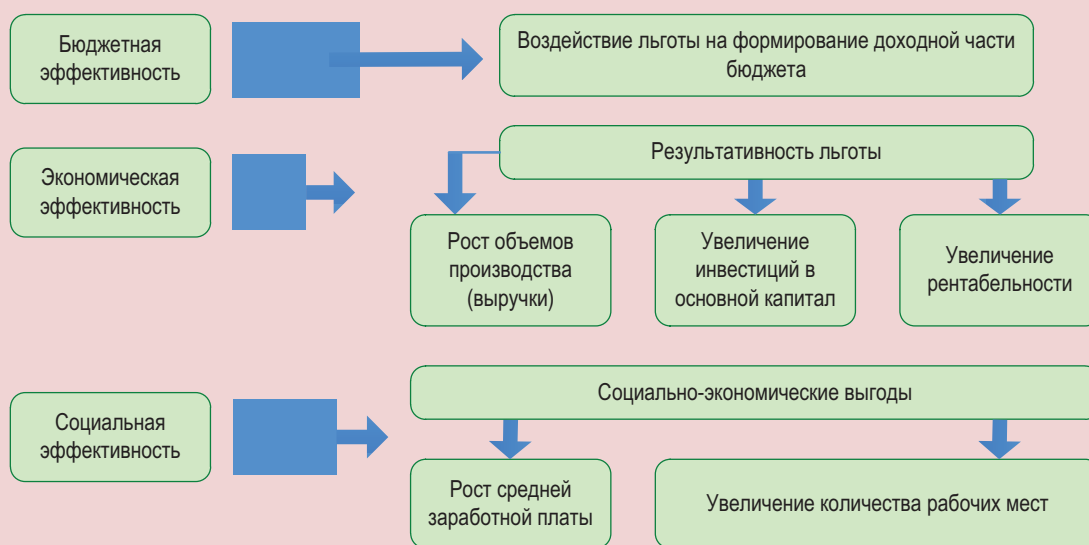 Бюджетная
эффективность
Воздействие льготы на формирование доходной части
бюджета
Экономическая
эффективность
Результативность льготы
Рост объемов
производства
(выручки)
Увеличение
инвестиций в
основной капитал
Увеличение
рентабельности
Социальная
эффективность
Социально-экономические выгоды
Рост средней
заработной платы
Увеличение количества рабочих мест